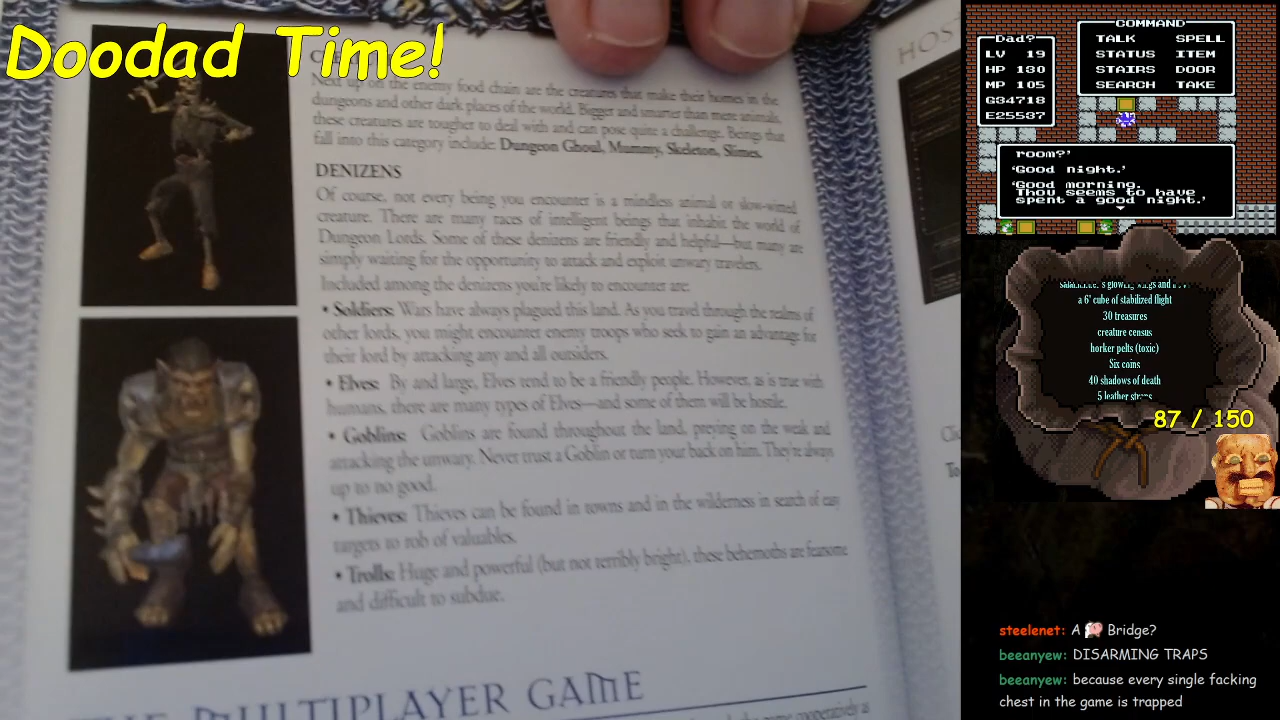 Doodad Time!
Next up on the enemy food chain are the creatures that make their homes in the
dungeons and other dark places of the world. Bigger and smarter than mere animals,
these creatures are tougher to deal with and can pose quite a challenge. Beings that
fall into this category include: Dungeon Ghoul, Mummy, Skeleton, Slimes.
DENIZENS
Of course, not every being you encounter is a mindless animal or slow-witted
creature. There are many races of intelligent beings that inhabit the world of
Dungeon Lords. Some of these denizens are friendly and helpful—but many are
simply waiting for the opportunity to attack and exploit unwary travelers.
Included among the denizens you're likely to encounter are:
• Soldiers: Wars have always plagued this land. As you travel through the realms of
other lords, you might encounter enemy troops who seek to gain an advantage for
their lord by attacking any and all outsiders.
• Elves: By and large, Elves tend to be a friendly people. However, as is true with
humans, there are many types of Elves—and some of them will be hostile.
• Goblins: Goblins are found throughout the land, preying on the weak and
attacking the unwary. Never trust a Goblin or turn your back on him. They're always
up to no good.
• Thieves: Thieves can be found in towns and in the wilderness in search of easy
targets to rob of valuables.
• Trolls: Huge and powerful (but not terribly bright), these behemoths are fearsome
and difficult to subdue.
MULTIPLAYER GAME
HOS
Dad?
LV 19
HP 130
MP 105
G34718
E25587
COMMAND
TALK SPELL
STATUS ITEM
STAIRS DOOR
SEARCH TAKE
room?'
'Good night.'
'Good morning.
Thou seems to have
spent a good night.'
a 6' cube of stabilized flight
30 treasures
creature census
horker pelts (toxic)
Six coins
40 shadows of death
5 leather straps
87 / 150
steelenet: A Bridge?
beeanyew: DISARMING TRAPS
beeanyew: because every single facking
chest in the game is trapped